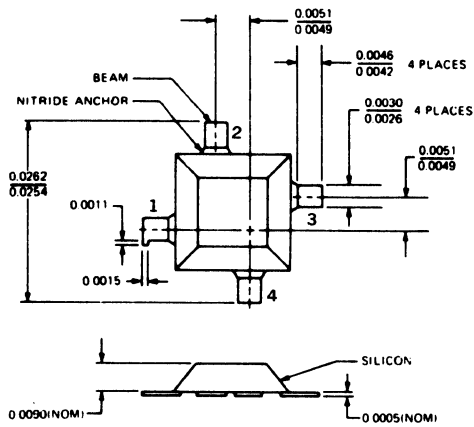 0.0051
0.0049
0.0046
0.0042
4 PLACES
BEAM
NITRIDE ANCHOR
2
0.0030
0.0026
4 PLACES
0.0051
0.0049
0.0262
0.0254
0.0011
1
3
0.0015
4
SILICON
0 0090(NOM)
0 0005(NOM)